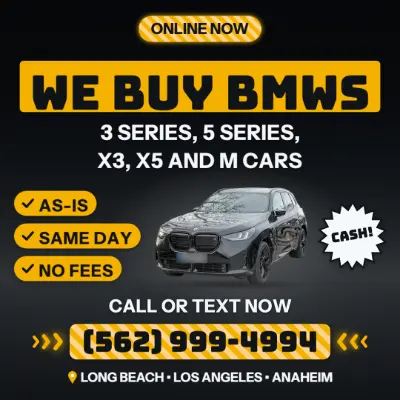 ONLINE NOW
WE BUY BMWS
3 SERIES, 5 SERIES,
X3, X5 AND M CARS
AS-IS
SAME DAY
NO FEES
CASH!
CALL OR TEXT NOW
(562) 999-4994
LONG BEACH • LOS ANGELES • ANAHEIM